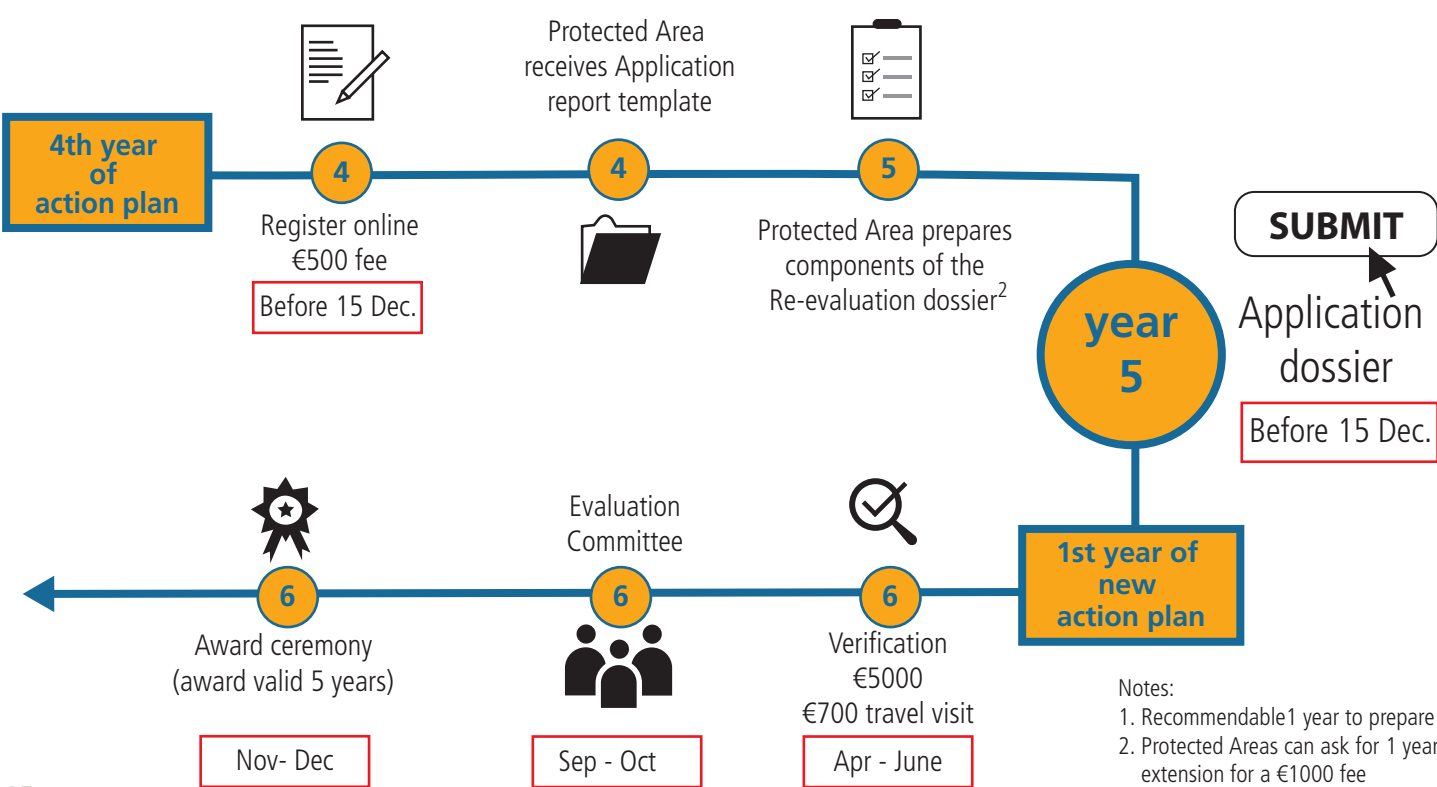 4th year
of
action plan
4
Register online
€500 fee
Before 15 Dec.
Protected Area
receives Application
report template
4
5
Protected Area prepares
components of the
Re-evaluation dossier2
year
5
SUBMIT
Application
dossier
Before 15 Dec.
1st year of
new
action plan
6
Verification
€5000
€700 travel visit
Apr - June
Evaluation
Committee
6
Sep - Oct
6
Award ceremony
(award valid 5 years)
Nov- Dec
Notes:
1. Recommendable1 year to prepare
2. Protected Areas can ask for 1 year
extension for a €1000 fee